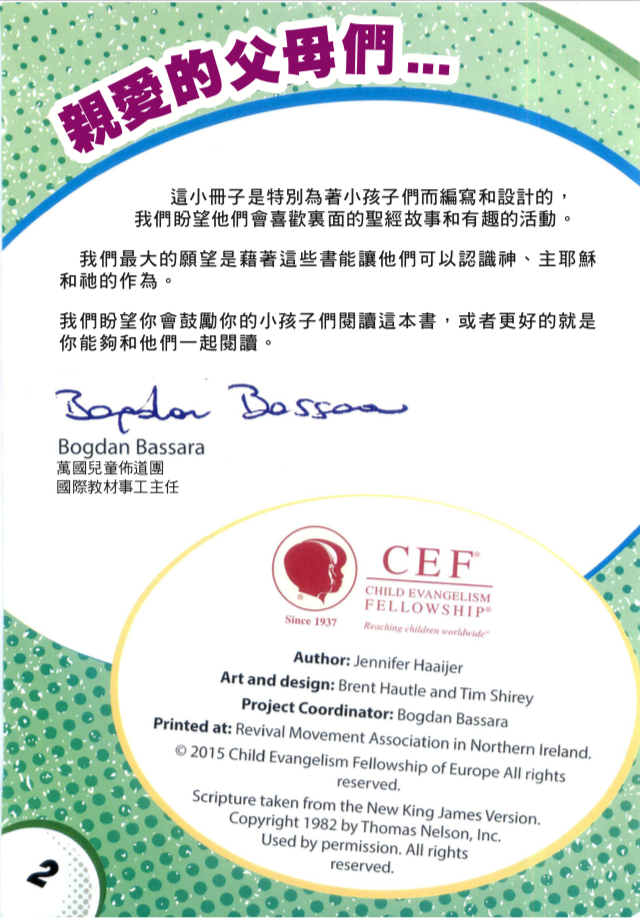 親愛的父母們...
這小冊子是特別為著小孩子們而編寫和設計的，
我們盼望他們會喜歡裏面的聖經故事和有趣的活動。
我們最大的願望是藉著這些書能讓他們可以認識神、主耶穌
和祂的作為。
我們盼望你會鼓勵你的小孩子們閱讀這本書，或者更好的就是
你能夠和他們一起閱讀。
Bogdan Bassara
Bogdan Bassara
萬國兒童佈道團
國際教材事工主任
CEF®
CHILD EVANGELISM
FELLOWSHIP®
Since 1937
Reaching children worldwide℠
Author: Jennifer Haaijer
Art and design: Brent Hautle and Tim Shirey
Project Coordinator: Bogdan Bassara
Printed at: Revival Movement Association in Northern Ireland.
© 2015 Child Evangelism Fellowship of Europe All rights
reserved.
Scripture taken from the New King James Version.
Copyright 1982 by Thomas Nelson, Inc.
Used by permission. All rights
reserved.
2